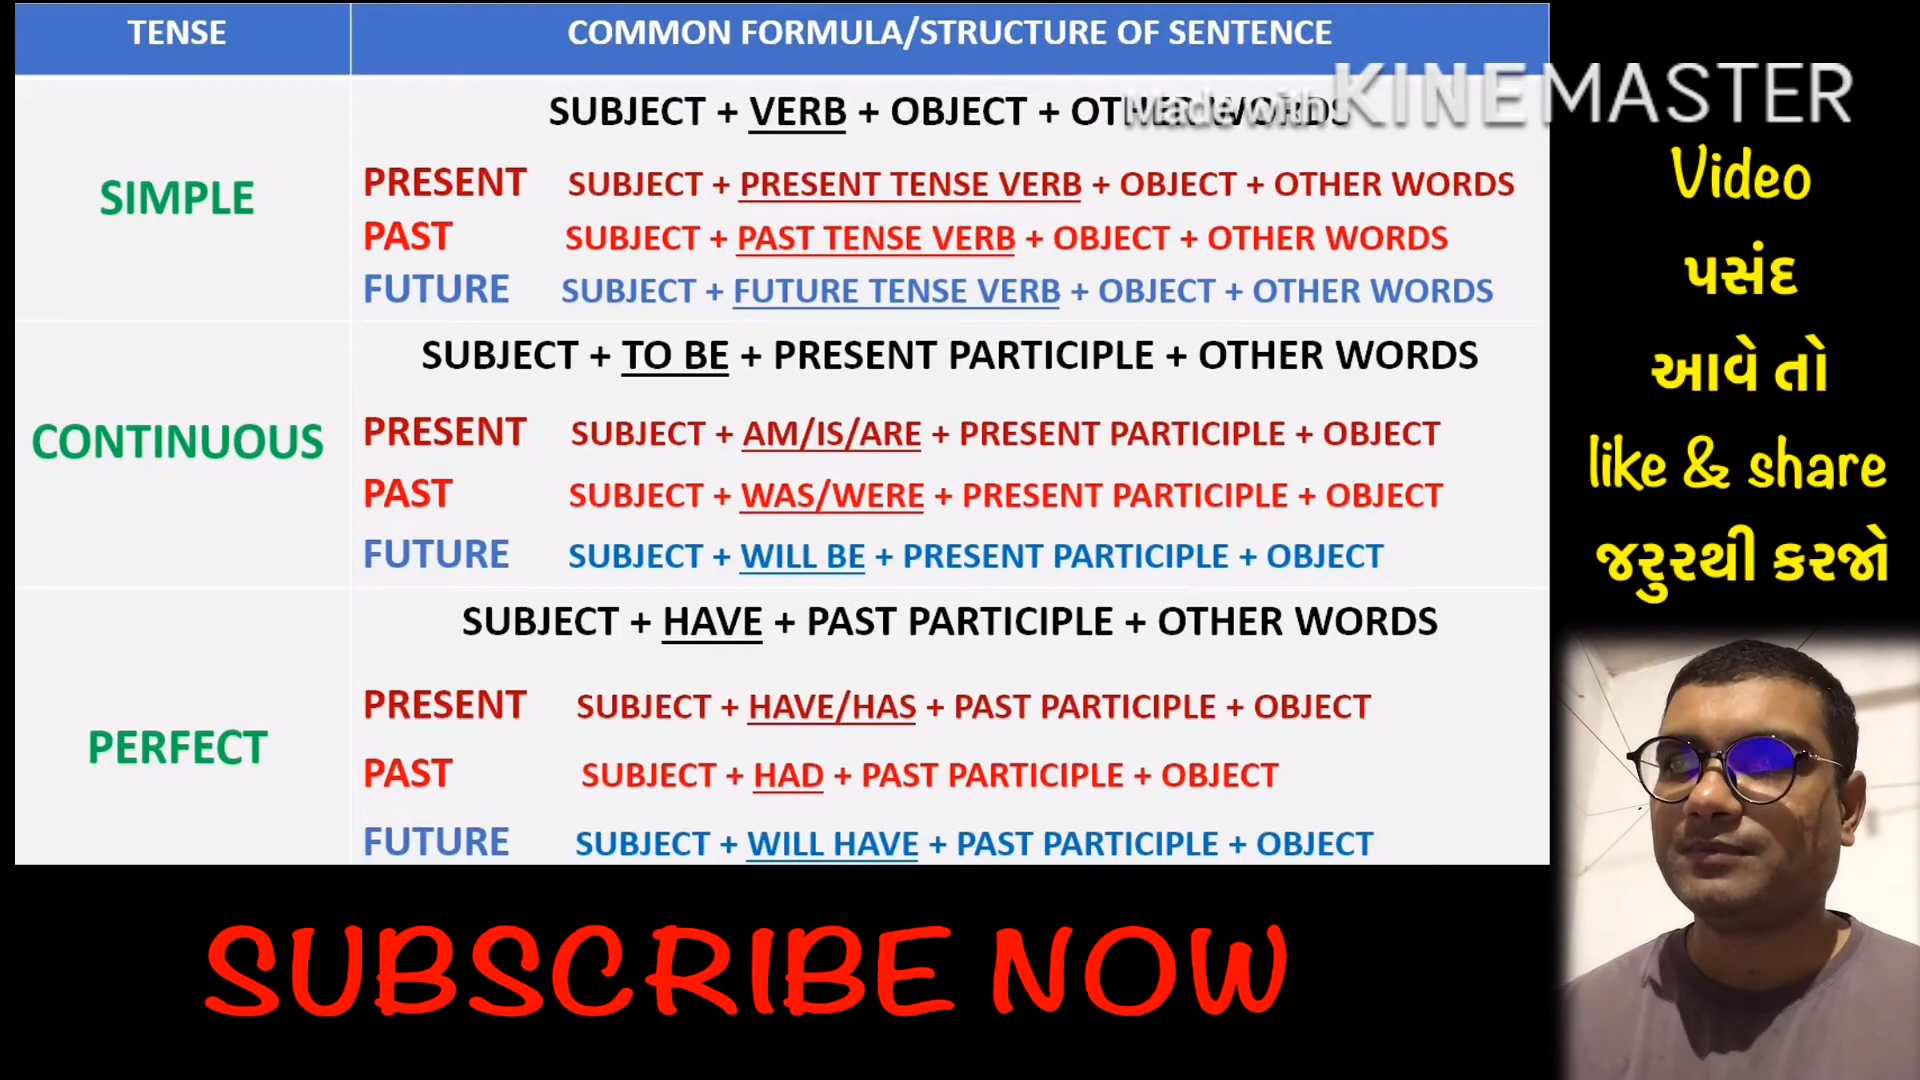 TENSE
COMMON FORMULA/STRUCTURE OF SENTENCE
Made with KINEMASTER
SUBJECT + VERB + OBJECT + OTHER WORDS
SIMPLE
PRESENT SUBJECT + PRESENT TENSE VERB + OBJECT + OTHER WORDS
PAST SUBJECT + PAST TENSE VERB + OBJECT + OTHER WORDS
FUTURE SUBJECT + FUTURE TENSE VERB + OBJECT + OTHER WORDS
SUBJECT + TO BE + PRESENT PARTICIPLE + OTHER WORDS
CONTINUOUS
PRESENT SUBJECT + AM/IS/ARE + PRESENT PARTICIPLE + OBJECT
PAST SUBJECT + WAS/WERE + PRESENT PARTICIPLE + OBJECT
FUTURE SUBJECT + WILL BE + PRESENT PARTICIPLE + OBJECT
SUBJECT + HAVE + PAST PARTICIPLE + OTHER WORDS
PERFECT
PRESENT SUBJECT + HAVE/HAS + PAST PARTICIPLE + OBJECT
PAST SUBJECT + HAD + PAST PARTICIPLE + OBJECT
FUTURE SUBJECT + WILL HAVE + PAST PARTICIPLE + OBJECT
Video
પસંદ
આવે તો
like & share
જરુરથી કરજો
SUBSCRIBE NOW